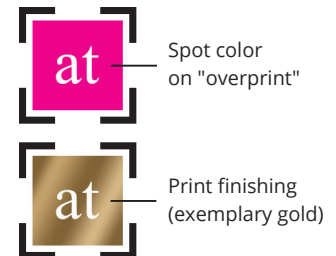 at
Spot color
on "overprint"
at
Print finishing
(exemplary gold)